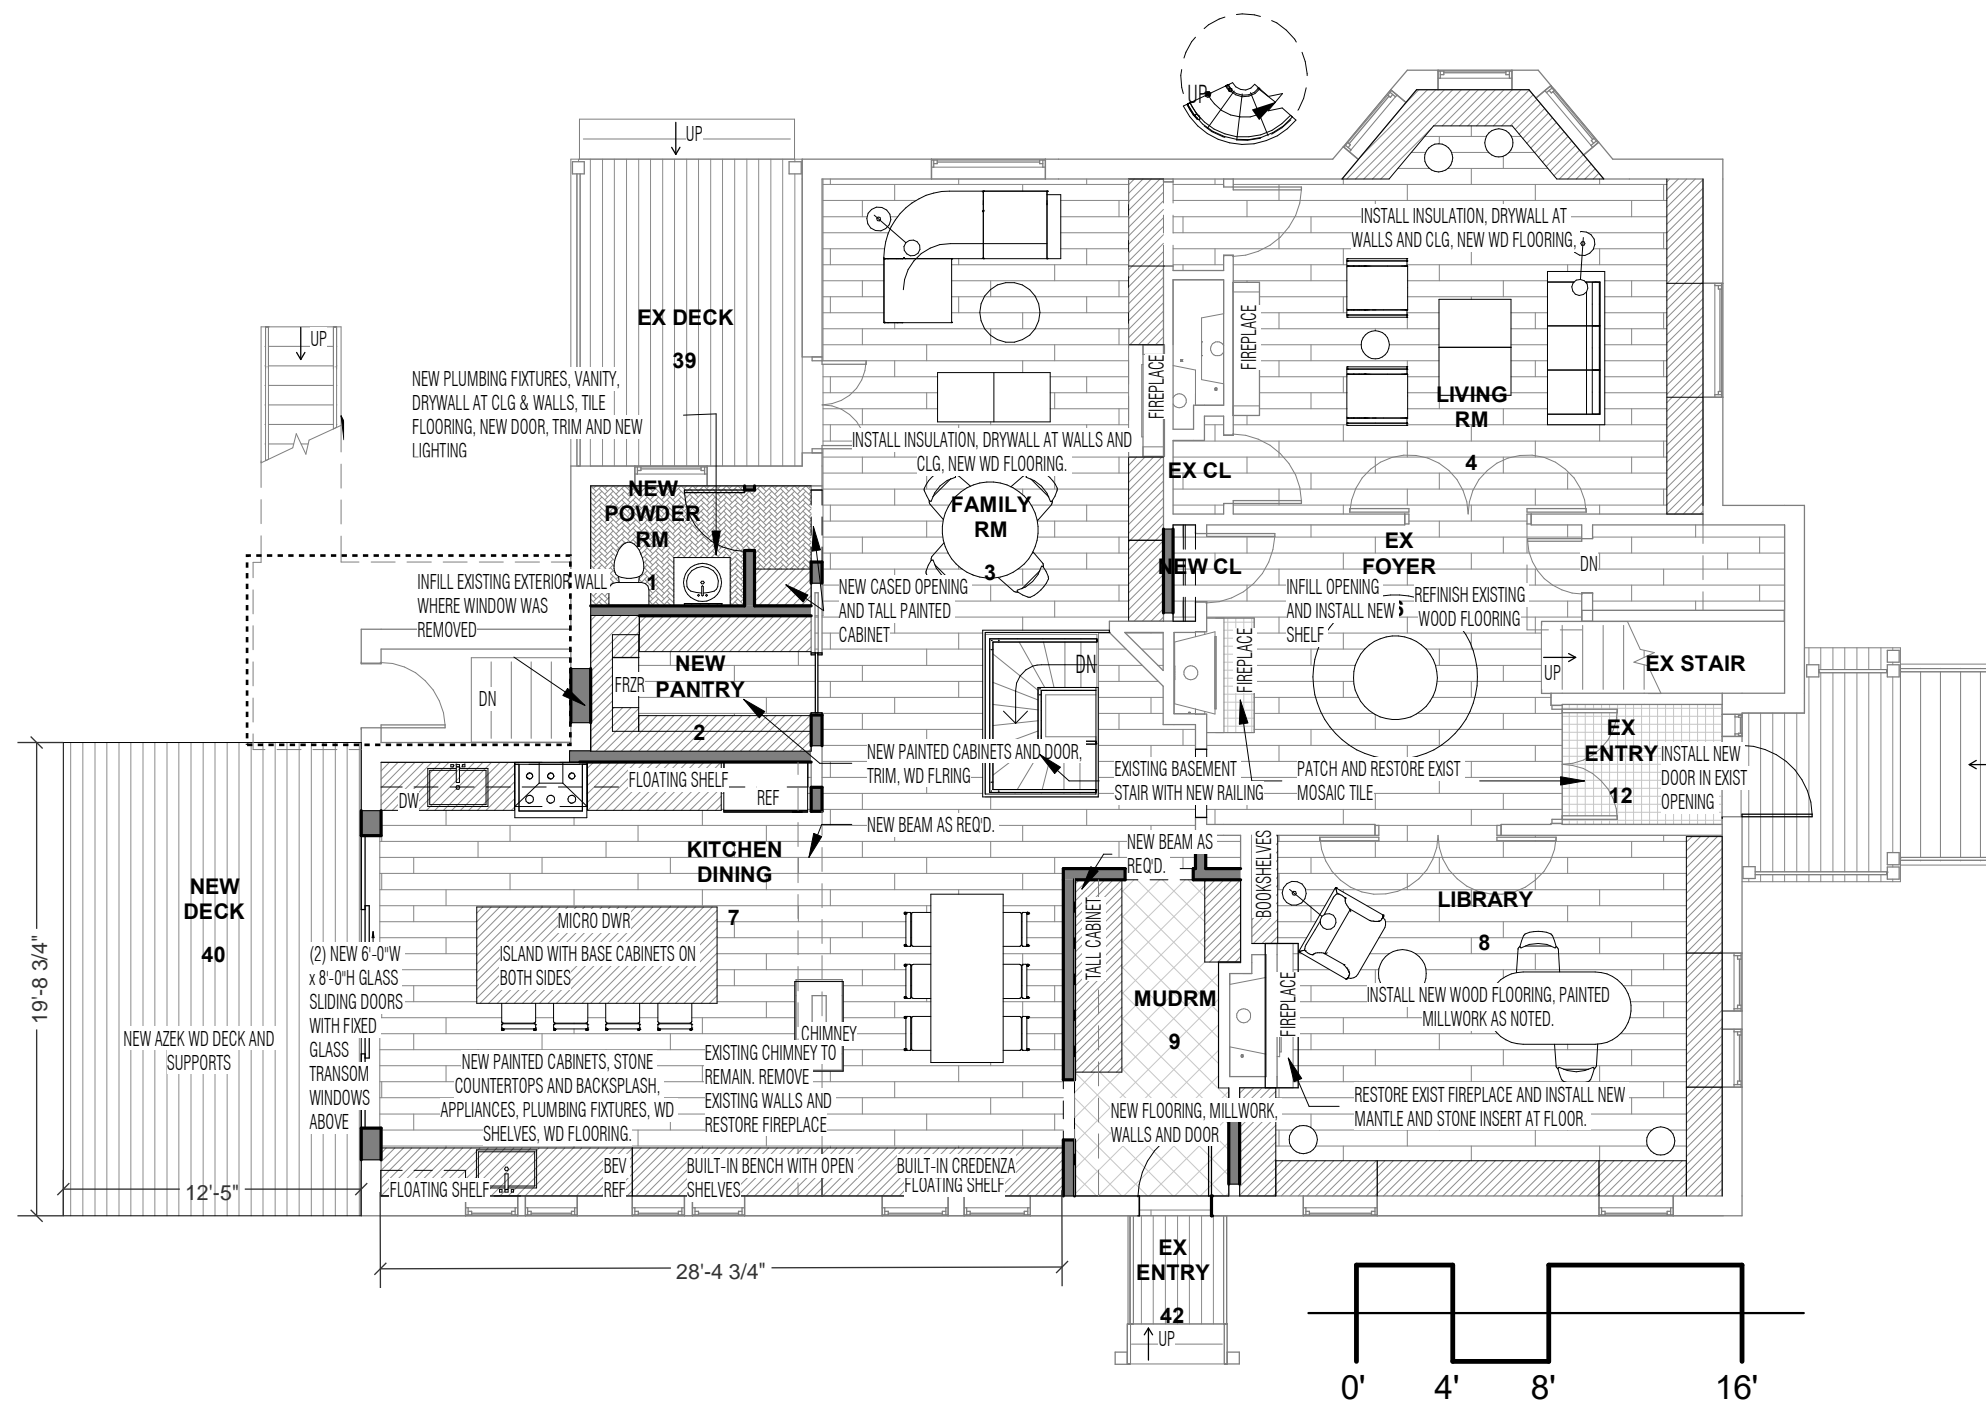 UP
UP
UP
EX DECK
39
NEW PLUMBING FIXTURES, VANITY,
DRYWALL AT CLG & WALLS, TILE
FLOORING, NEW DOOR, TRIM AND NEW
LIGHTING
INSTALL INSULATION, DRYWALL AT
WALLS AND CLG, NEW WD FLOORING,
FIREPLACE
FIREPLACE
LIVING
RM
4
INSTALL INSULATION, DRYWALL AT WALLS AND
CLG, NEW WD FLOORING.
EX CL
NEW
POWDER
RM
1
FAMILY
RM
3
NEW CL
EX
FOYER
DN
INFILL EXISTING EXTERIOR WALL
WHERE WINDOW WAS
REMOVED
NEW CASED OPENING
AND TALL PAINTED
CABINET
INFILL OPENING
AND INSTALL NEW
SHELF
REFINISH EXISTING
WOOD FLOORING
FIREPLACE
DN
UP
EX STAIR
NEW
PANTRY
2
FRZR
DN
EX
ENTRY
12
INSTALL NEW
DOOR IN EXIST
OPENING
NEW PAINTED CABINETS AND DOOR,
TRIM, WD FLRING
EXISTING BASEMENT
STAIR WITH NEW RAILING
PATCH AND RESTORE EXIST
MOSAIC TILE
FLOATING SHELF
REF
DW
NEW BEAM AS REQ'D.
NEW BEAM AS
REQ'D.
KITCHEN
DINING
7
BOOKSHELVES
LIBRARY
8
NEW
DECK
40
19'-8 3/4"
MICRO DWR
ISLAND WITH BASE CABINETS ON
BOTH SIDES
(2) NEW 6'-0"W
x 8'-0"H GLASS
SLIDING DOORS
WITH FIXED
GLASS
TRANSOM
WINDOWS
ABOVE
TALL CABINET
MUDRM
9
FIREPLACE
INSTALL NEW WOOD FLOORING, PAINTED
MILLWORK AS NOTED.
NEW AZEK WD DECK AND
SUPPORTS
CHIMNEY
EXISTING CHIMNEY TO
REMAIN. REMOVE
EXISTING WALLS AND
RESTORE FIREPLACE
NEW PAINTED CABINETS, STONE
COUNTERTOPS AND BACKSPLASH,
APPLIANCES, PLUMBING FIXTURES, WD
SHELVES, WD FLOORING.
NEW FLOORING, MILLWORK,
WALLS AND DOOR
RESTORE EXIST FIREPLACE AND INSTALL NEW
MANTLE AND STONE INSERT AT FLOOR.
12'-5"
FLOATING SHELF
BEV
REF
BUILT-IN BENCH WITH OPEN
SHELVES
BUILT-IN CREDENZA
FLOATING SHELF
28'-4 3/4"
EX
ENTRY
42
UP
0'
4'
8'
16'